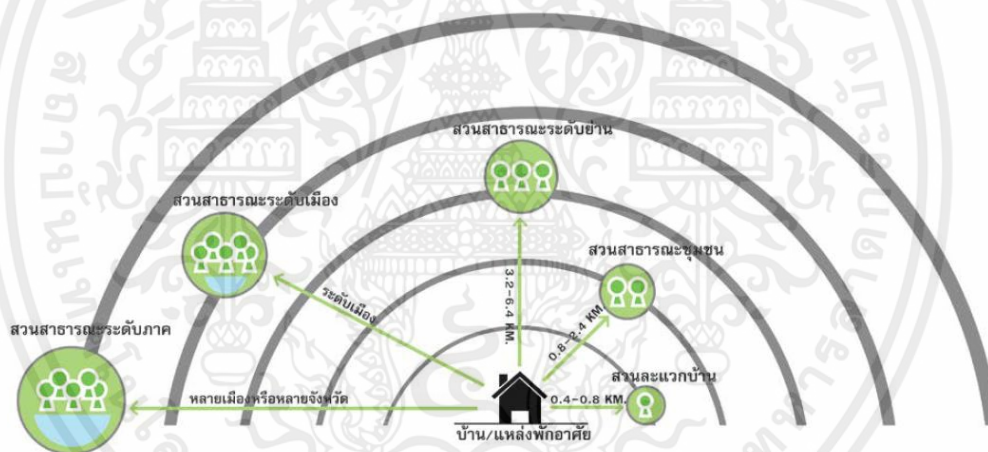 สวนสาธารณะระดับย่าน
สวนสาธารณะระดับเมือง
สวนสาธารณะชุมชน
3.2-6.4 KM.
ระดับเมือง
0.8-2.4 KM.
สวนสาธารณะระดับภาค
สวนละแวกบ้าน
หลายเมืองหรือหลายจังหวัด
0.4-0.8 KM.
บ้าน/แหล่งพักอาศัย